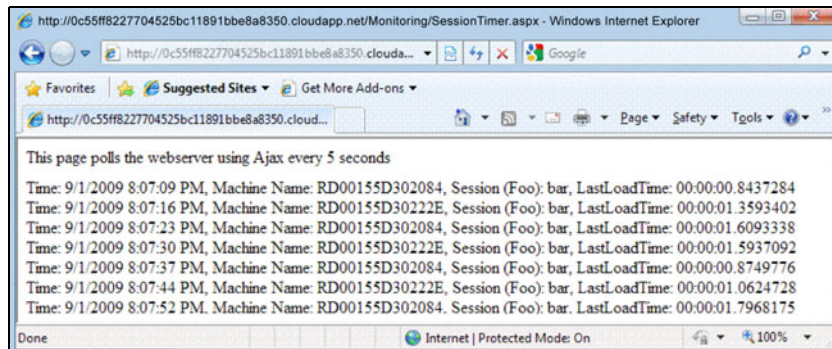 http://0c55ff8227704525bc11891bbe8a8350.cloudapp.net/Monitoring/SessionTimer.aspx - Windows Internet Explorer
http://0c55ff8227704525bc11891bbe8a8350.clouda... Google
Favorites Suggested Sites Get More Add-ons
http://0c55ff8227704525bc11891bbe8a8350.cloud... Page Safety Tools »
This page polls the webserver using Ajax every 5 seconds
Time: 9/1/2009 8:07:09 PM, Machine Name: RD00155D302084, Session (Foo): bar, LastLoadTime: 00:00:00.8437284
Time: 9/1/2009 8:07:16 PM, Machine Name: RD00155D30222E, Session (Foo): bar, LastLoadTime: 00:00:01.3593402
Time: 9/1/2009 8:07:23 PM, Machine Name: RD00155D302084, Session (Foo): bar, LastLoadTime: 00:00:01.6093338
Time: 9/1/2009 8:07:30 PM, Machine Name: RD00155D30222E, Session (Foo): bar, LastLoadTime: 00:00:01.5937092
Time: 9/1/2009 8:07:37 PM, Machine Name: RD00155D302084, Session (Foo): bar, LastLoadTime: 00:00:00.8749776
Time: 9/1/2009 8:07:44 PM, Machine Name: RD00155D30222E, Session (Foo): bar, LastLoadTime: 00:00:01.0624728
Time: 9/1/2009 8:07:52 PM, Machine Name: RD00155D302084, Session (Foo): bar, LastLoadTime: 00:00:01.7968175
Done Internet | Protected Mode: On 100%